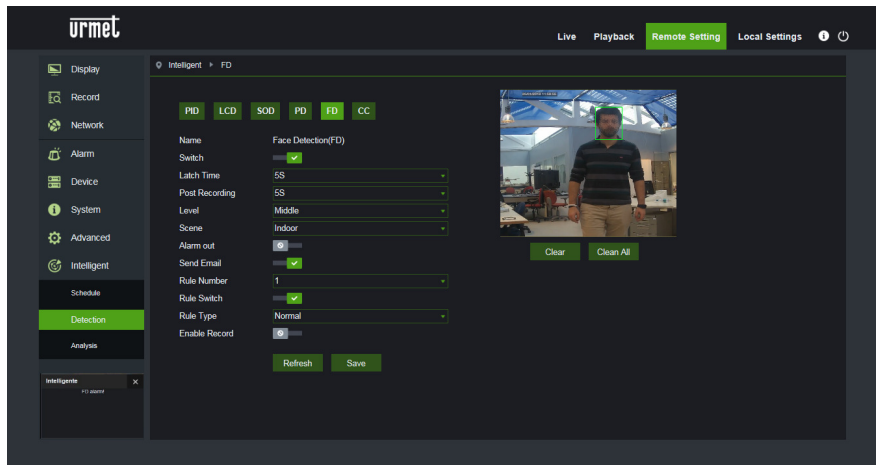 urmet
Live Playback Remote Setting Local Settings
Display
Record
Network
Alarm
Device
System
Advanced
Intelligent
Schedule
Detection
Analysis
Intelligente
FD alarm!
Intelligent FD
PID LCD SOD PD FD CC
Name Face Detection(FD)
Switch
Latch Time 5S
Post Recording 5S
Level Middle
Scene Indoor
Alarm out
Send Email
Rule Number 1
Rule Switch
Rule Type Normal
Enable Record
Refresh Save
Clear Clean All